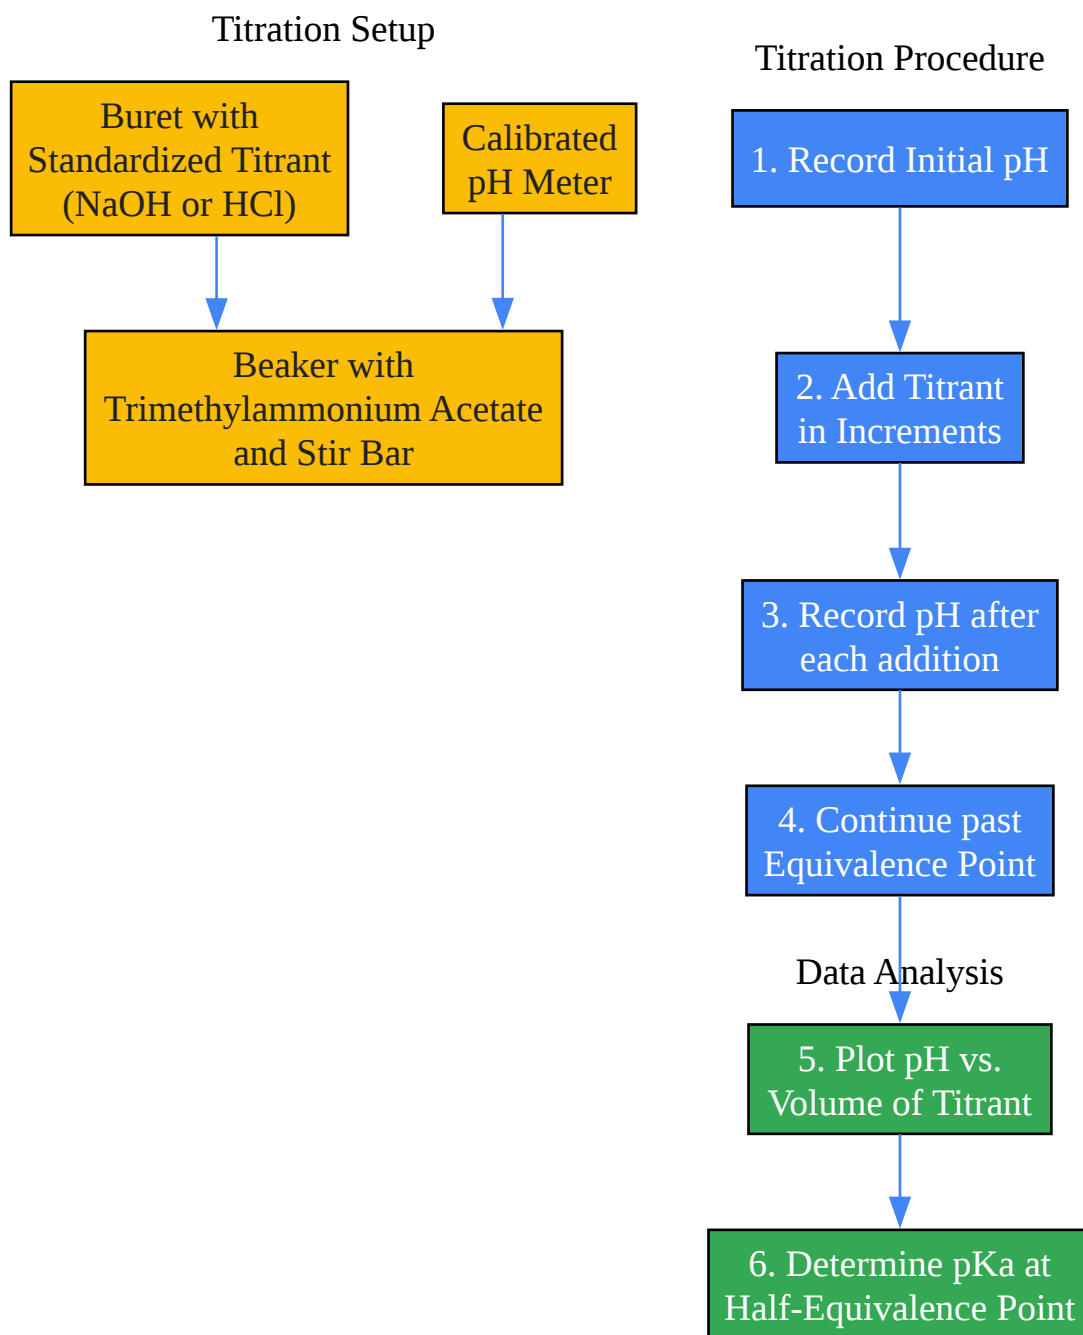 Titration Setup
Buret with
Standardized Titrant
(NaOH or HCl)
Calibrated
pH Meter
Beaker with
Trimethylammonium Acetate
and Stir Bar
Titration Procedure
1. Record Initial pH
2. Add Titrant
in Increments
3. Record pH after
each addition
4. Continue past
Equivalence Point
Data Analysis
5. Plot pH vs.
Volume of Titrant
6. Determine pKa at
Half-Equivalence Point